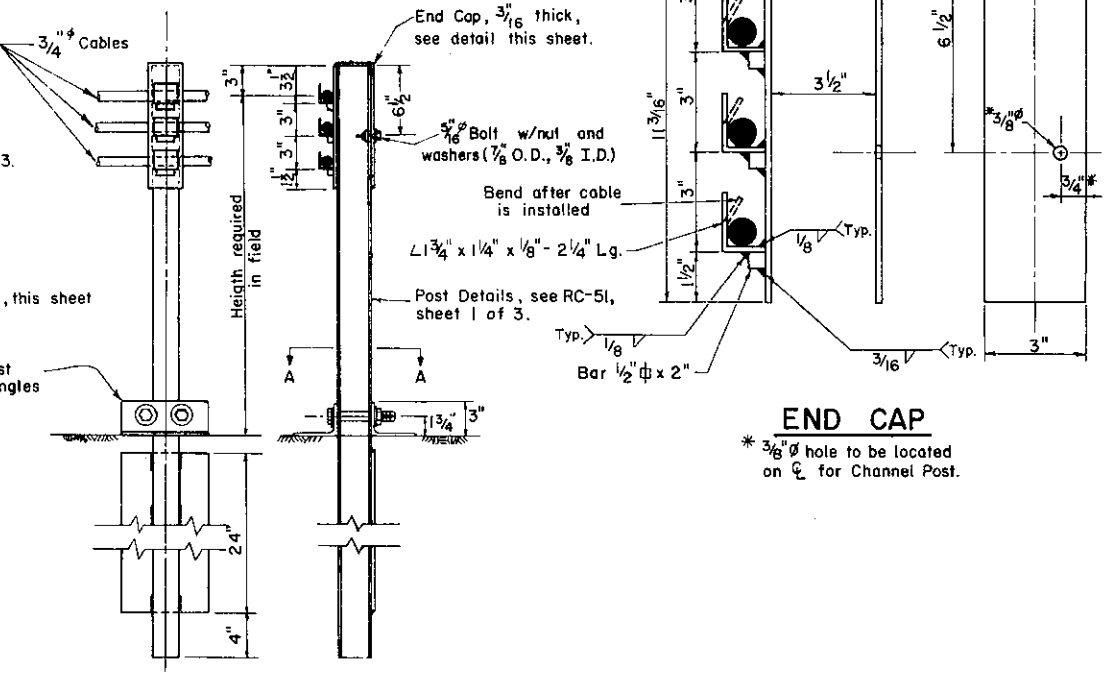 3/4"ø Cables
3.
, this sheet
st
ngles
3"
Heigth required
in field
24"
4"
End Cap, 3/16" thick,
see detail this sheet.
3 1/2"
3"
3"
1 1/2"
6 1/2"
5/16"ø Bolt w/nut and
washers (7/8" O.D., 3/8" I.D.)
Bend after cable
is installed
∠1 3/4" x 1 1/4" x 1/8" - 2 1/4" Lg.
Post Details, see RC-51,
sheet 1 of 3.
A
A
1 3/4"
3"
11 3/16"
3"
3"
1 1/2"
3 1/2"
1/8
Typ.
Typ.
1/8
Bar 1/2" ф x 2"
3/16
Typ.
6 1/2"
*3/8"ø
3/4"*
3"
END CAP
* 3/8"ø hole to be located
on ℄ for Channel Post.